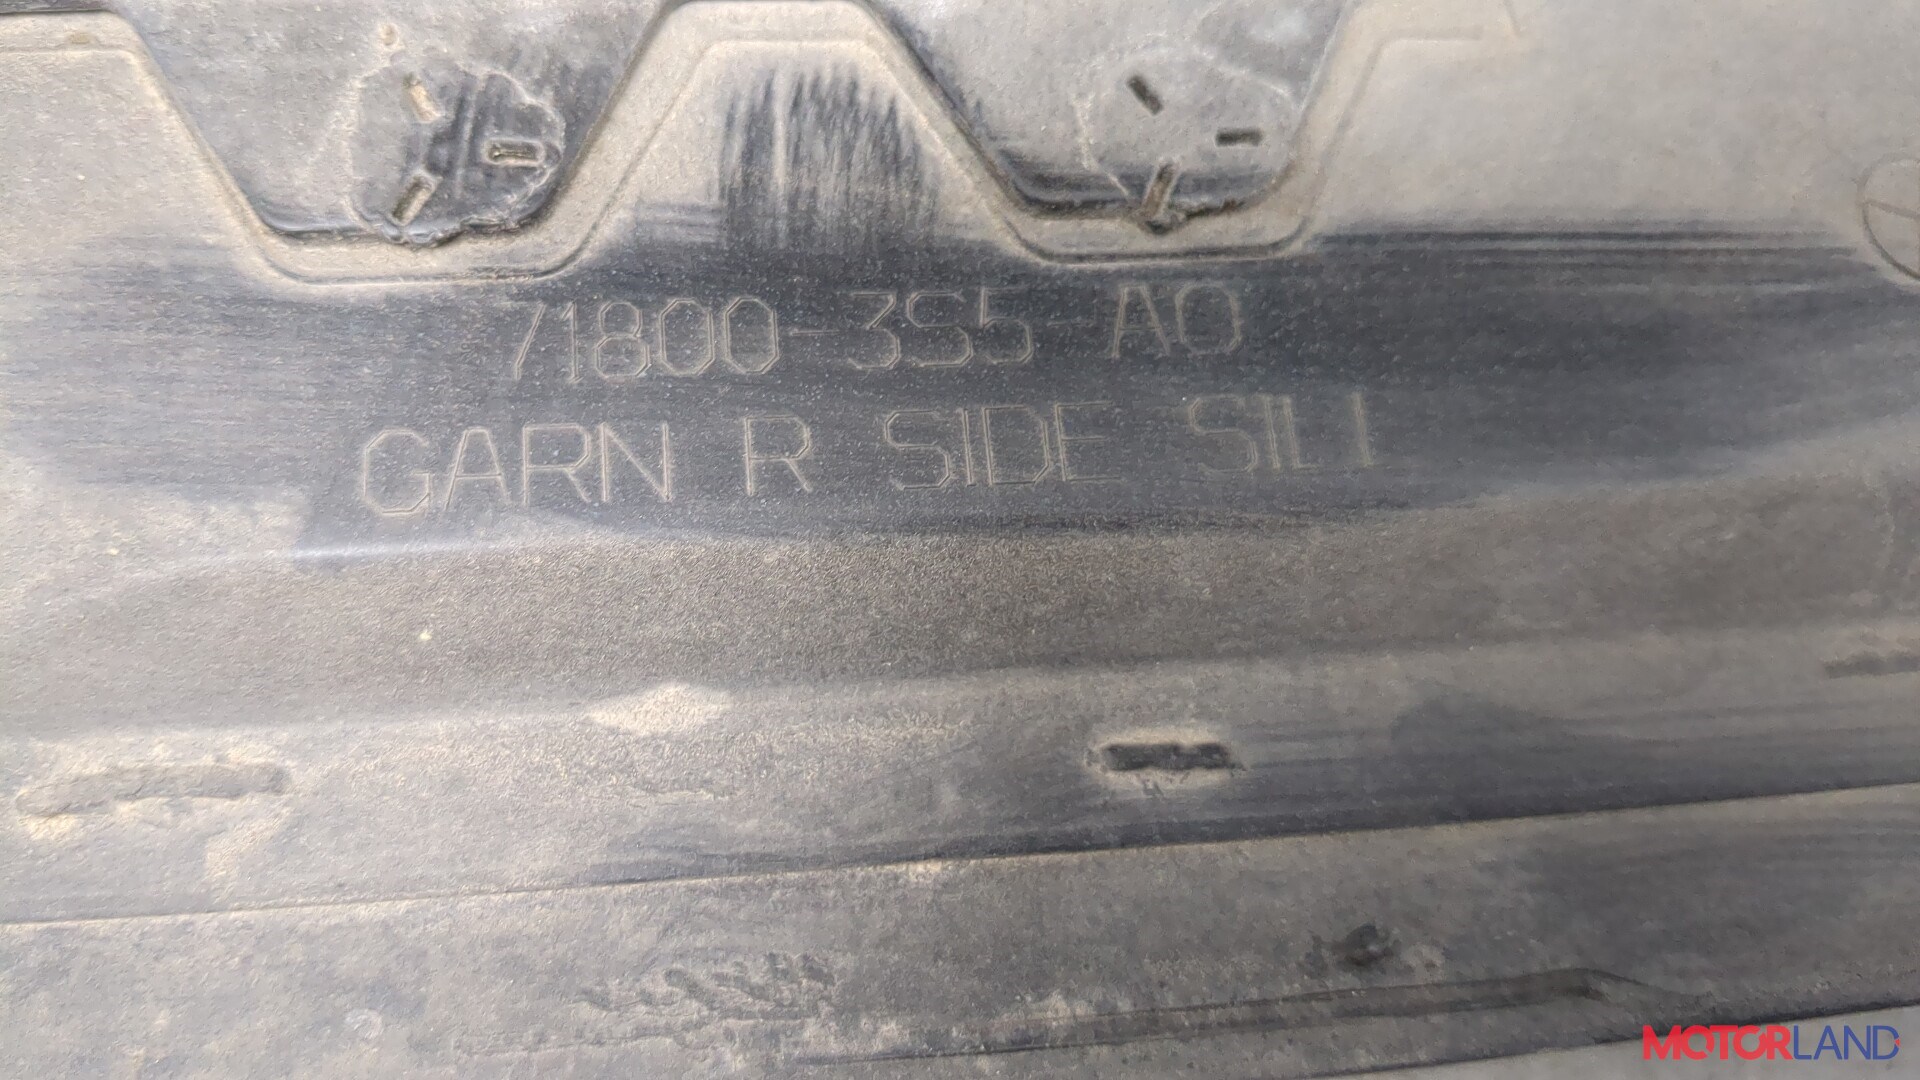 71800-3S5-A0
GARN R SIDE SILL
MOTORLAND